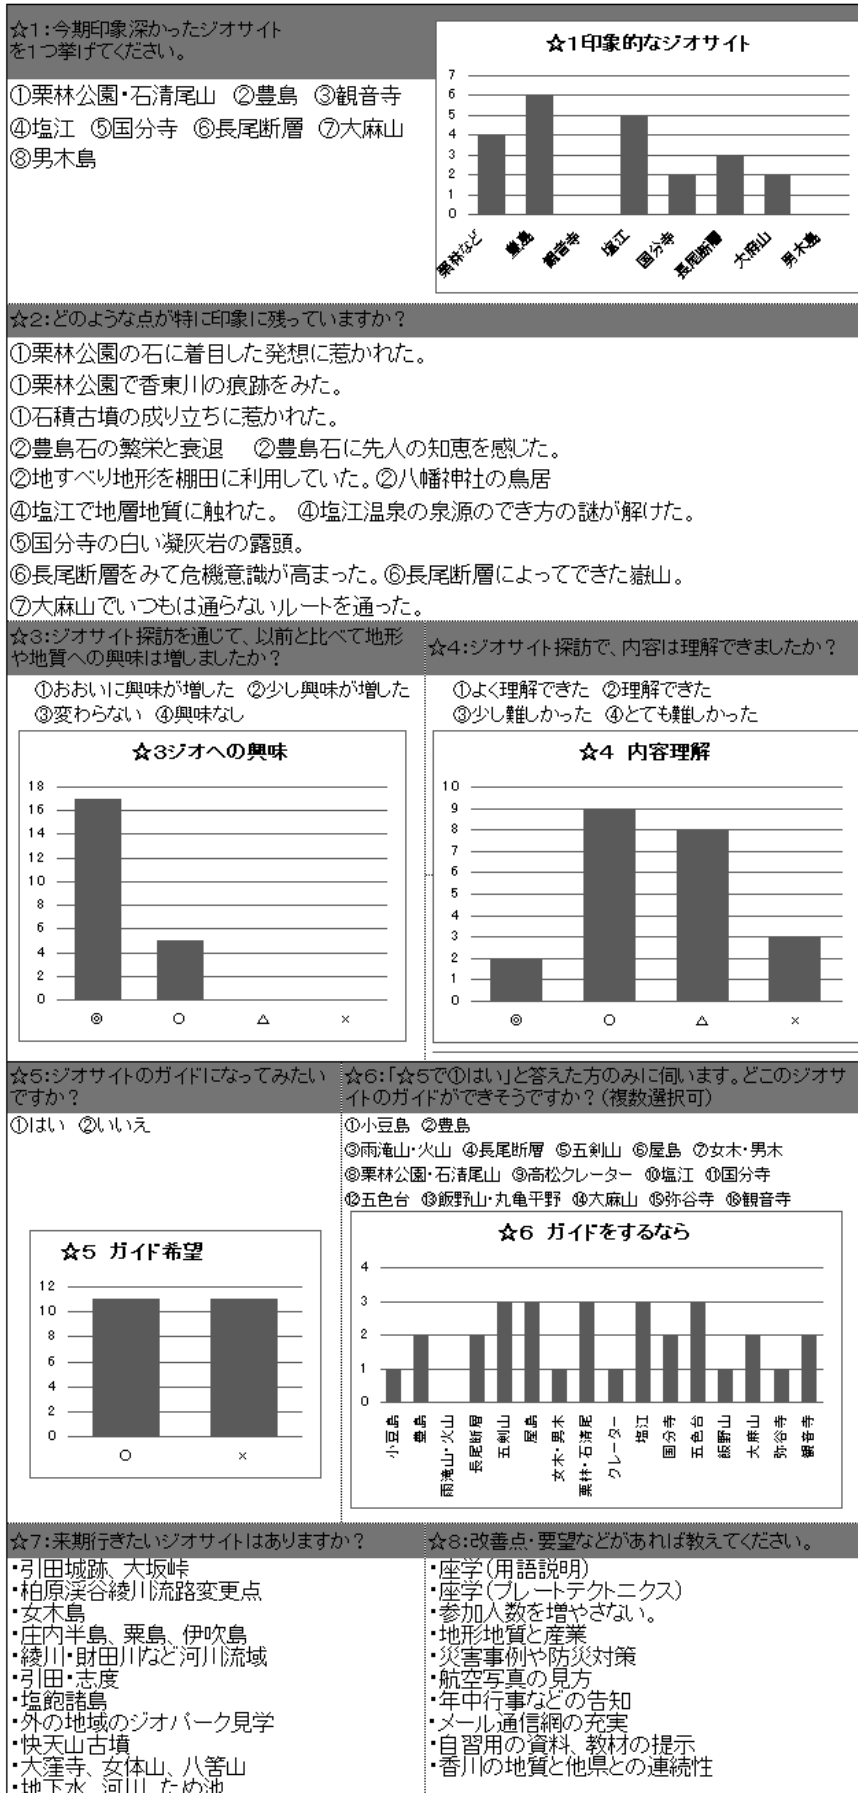 ☆1:今期印象深かったジオサイト
を1つ挙げてください。
①栗林公園・石清尾山 ②豊島 ③観音寺
④塩江 ⑤国分寺 ⑥長尾断層 ⑦大麻山
⑧男木島
☆1印象的なジオサイト
7
6
5
4
3
2
1
0
栗林など 豊島 観音寺 塩江 国分寺 長尾断層 大麻山 男木島
☆2:どのような点が特に印象に残っていますか?
①栗林公園の石に着目した発想に惹かれた。
①栗林公園で香東川の痕跡をみた。
①石積古墳の成り立ちに惹かれた。
②豊島石の繁栄と衰退 ②豊島石に先人の知恵を感じた。
②地すべり地形を棚田に利用していた。②八幡神社の鳥居
④塩江で地層地質に触れた。 ④塩江温泉の泉源のでき方の謎が解けた。
⑤国分寺の白い凝灰岩の露頭。
⑥長尾断層をみて危機意識が高まった。⑥長尾断層によってできた嶽山。
⑦大麻山でいつもは通らないルートを通った。
☆3:ジオサイト探訪を通じて、以前と比べて地形
や地質への興味は増しましたか?
①おおいに興味が増した ②少し興味が増した
③変わらない ④興味なし
☆3ジオへの興味
18
16
14
12
10
8
6
4
2
0
◎ ○ △ ×
☆4:ジオサイト探訪で、内容は理解できましたか?
①よく理解できた ②理解できた
③少し難しかった ④とても難しかった
☆4 内容理解
10
9
8
7
6
5
4
3
2
1
0
◎ ○ △ ×
☆5:ジオサイトのガイドになってみたい
ですか?
①はい ②いいえ
☆5 ガイド希望
12
10
8
6
4
2
0
○ ×
☆6:「☆5で①はい」と答えた方のみに伺います。どこのジオサ
イトのガイドができそうですか?(複数選択可)
①小豆島 ②豊島
③雨滝山・火山 ④長尾断層 ⑤五剣山 ⑥屋島 ⑦女木・男木
⑧栗林公園・石清尾山 ⑨高松クレーター ⑩塩江 ⑪国分寺
⑫五色台 ⑬飯野山・丸亀平野 ⑭大麻山 ⑮弥谷寺 ⑯観音寺
☆6 ガイドをするなら
4
3
2
1
0
小豆島 豊島 雨滝山・火山 長尾断層 五剣山 屋島 女木・男木 栗林・石清尾 クレーター 塩江 国分寺 五色台 飯野山 大麻山 弥谷寺 観音寺
☆7:来期行きたいジオサイトはありますか?
・引田城跡、大坂峠
・柏原渓谷綾川流路変更点
・女木島
・庄内半島、粟島、伊吹島
・綾川・財田川など河川流域
・引田・志度
・塩飽諸島
・外の地域のジオパーク見学
・快天山古墳
・大窪寺、女体山、八筈山
・地下水、河川、ため池
☆8:改善点・要望などがあれば教えてください。
・座学(用語説明)
・座学(プレートテクトニクス)
・参加人数を増やさない。
・地形地質と産業
・災害事例や防災対策
・航空写真の見方
・年中行事などの告知
・メール通信網の充実
・自習用の資料、教材の提示
・香川の地質と他県との連続性